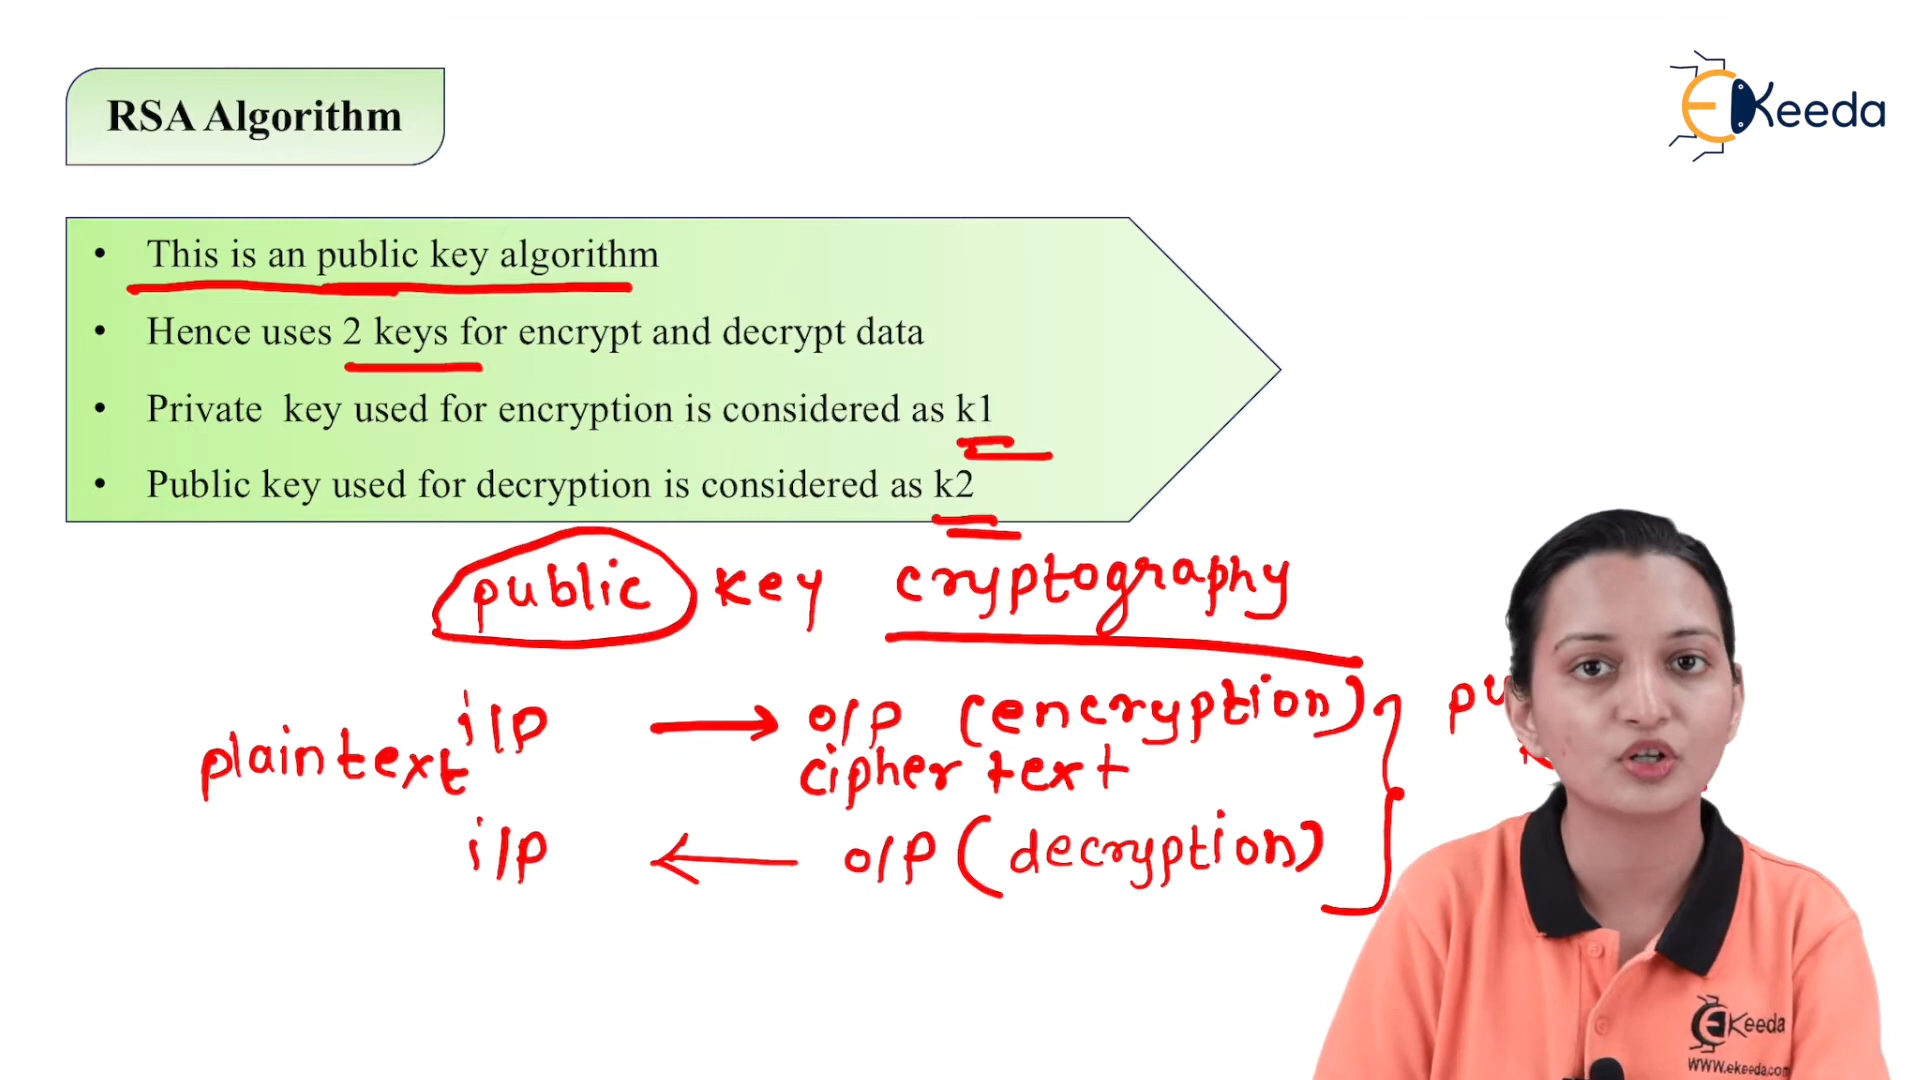 RSA Algorithm
EKeeda
• This is an public key algorithm
• Hence uses 2 keys for encrypt and decrypt data
• Private key used for encryption is considered as k1
• Public key used for decryption is considered as k2
public key cryptography
i/p → o/p (encryption)
plaintext cipher text
i/p ← o/p (decryption)
EKeeda
www.ekeeda.com